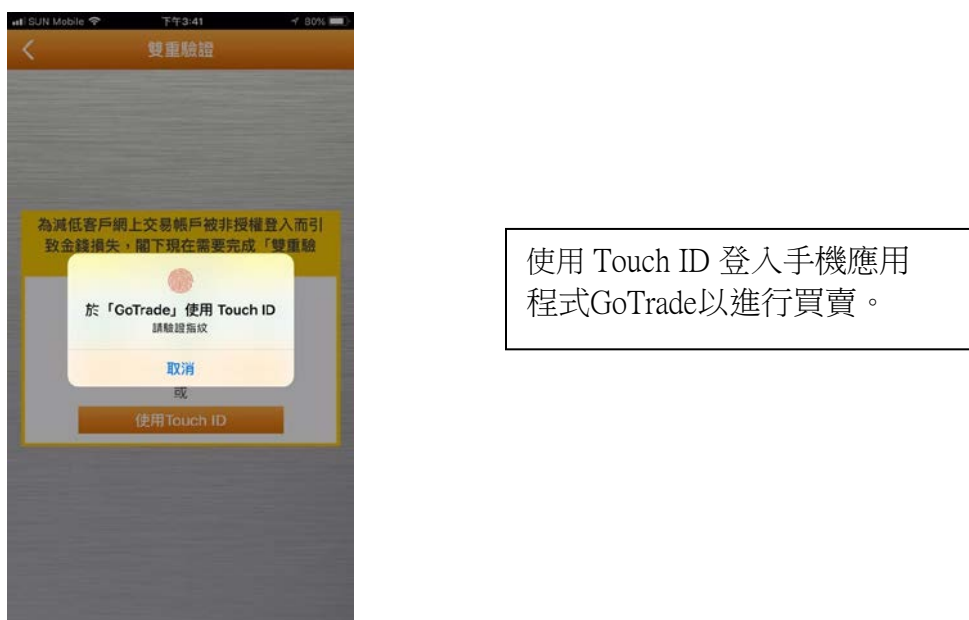 SUN Mobile 下午3:41 80%
雙重驗證
為減低客戶網上交易帳戶被非授權登入而引
致金錢損失，閣下現在需要完成「雙重驗
於「GoTrade」使用 Touch ID
請驗證指紋
取消
或
使用Touch ID
使用 Touch ID 登入手機應用
程式GoTrade以進行買賣。